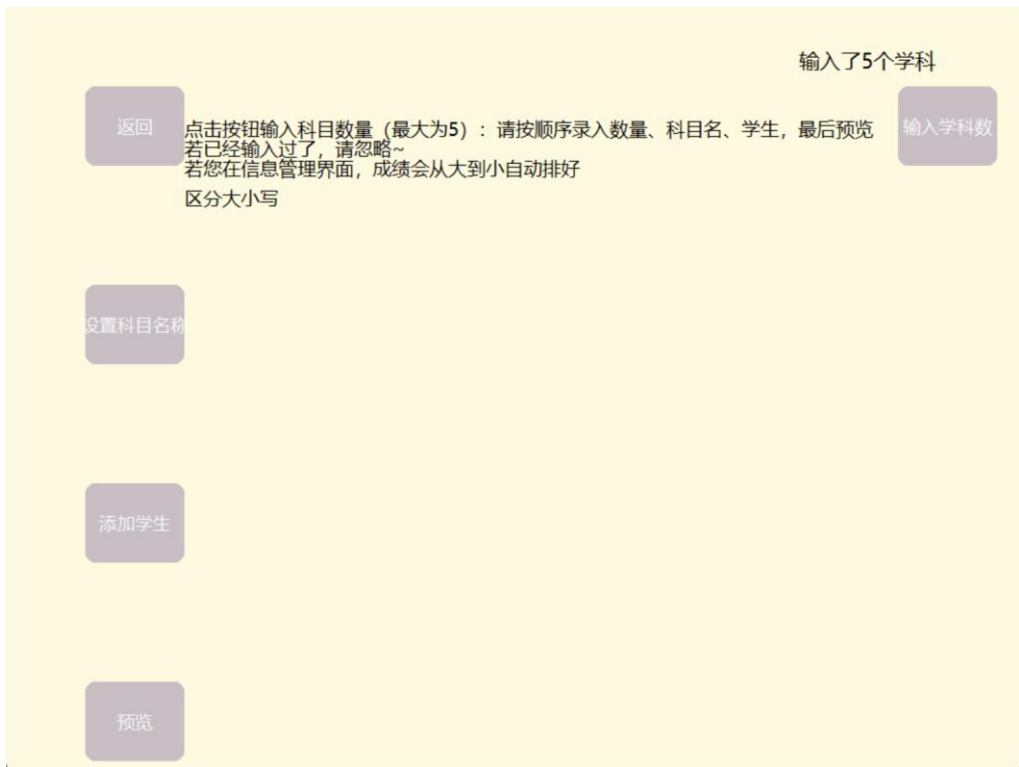 输入了5个学科
返回
点击按钮输入科目数量（最大为5）：请按顺序录入数量、科目名、学生，最后预览
输入学科数
若已经输入过了，请忽略~
若您在信息管理界面，成绩会从大到小自动排好
区分大小写
设置科目名称
添加学生
预览